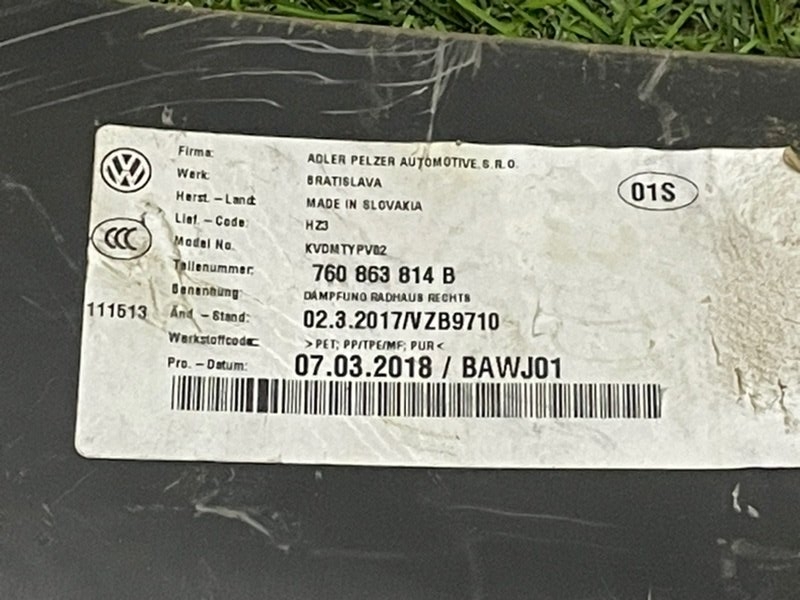 Firma: ADLER PELZER AUTOMOTIVE S.R.O.
Werk: BRATISLAVA
01S
Herst.-Land: MADE IN SLOVAKIA
Lief.-Code: HZ3
CCC
Model No. KVDMTYPV02
Teilenummer: 760 863 814 B
Benennung: DÄMPFUNG RADHAUS RECHTS
111513
Änd.-Stand: 02.3.2017/VZB9710
Werkstoffcode: >PET; PP/TPE/MF; PUR<
Pro.-Datum: 07.03.2018 / BAWJ01